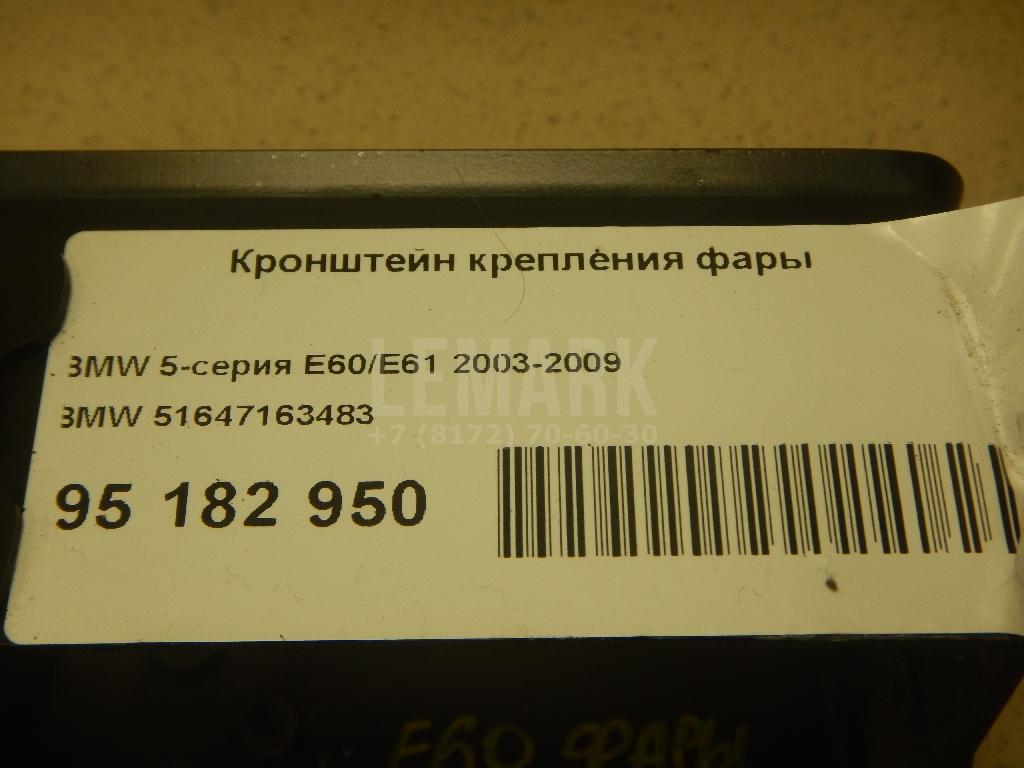 Кронштейн крепления фары
BMW 5-серия E60/E61 2003-2009
BMW 51647163483
LEMARK
+7 (8172) 70-60-30
95 182 950
E60 ФАРЫ